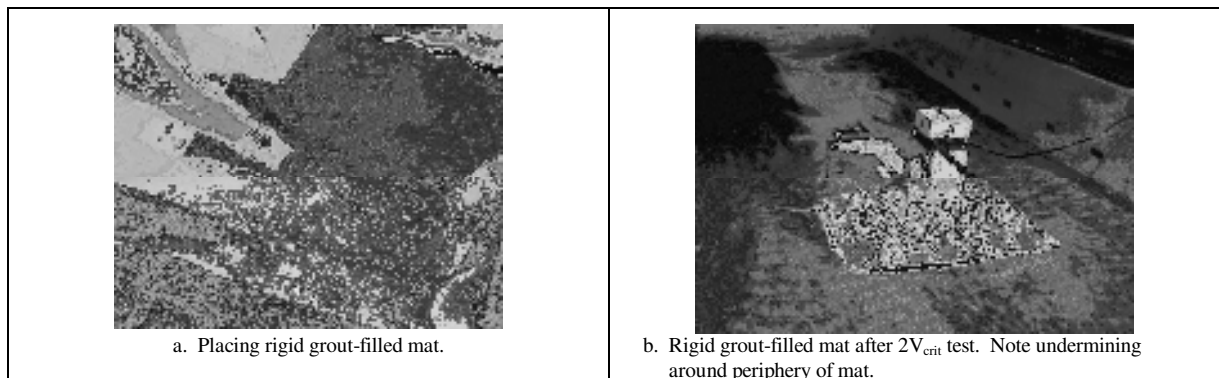 a. Placing rigid grout-filled mat.
b. Rigid grout-filled mat after 2Vcrit test. Note undermining
around periphery of mat.